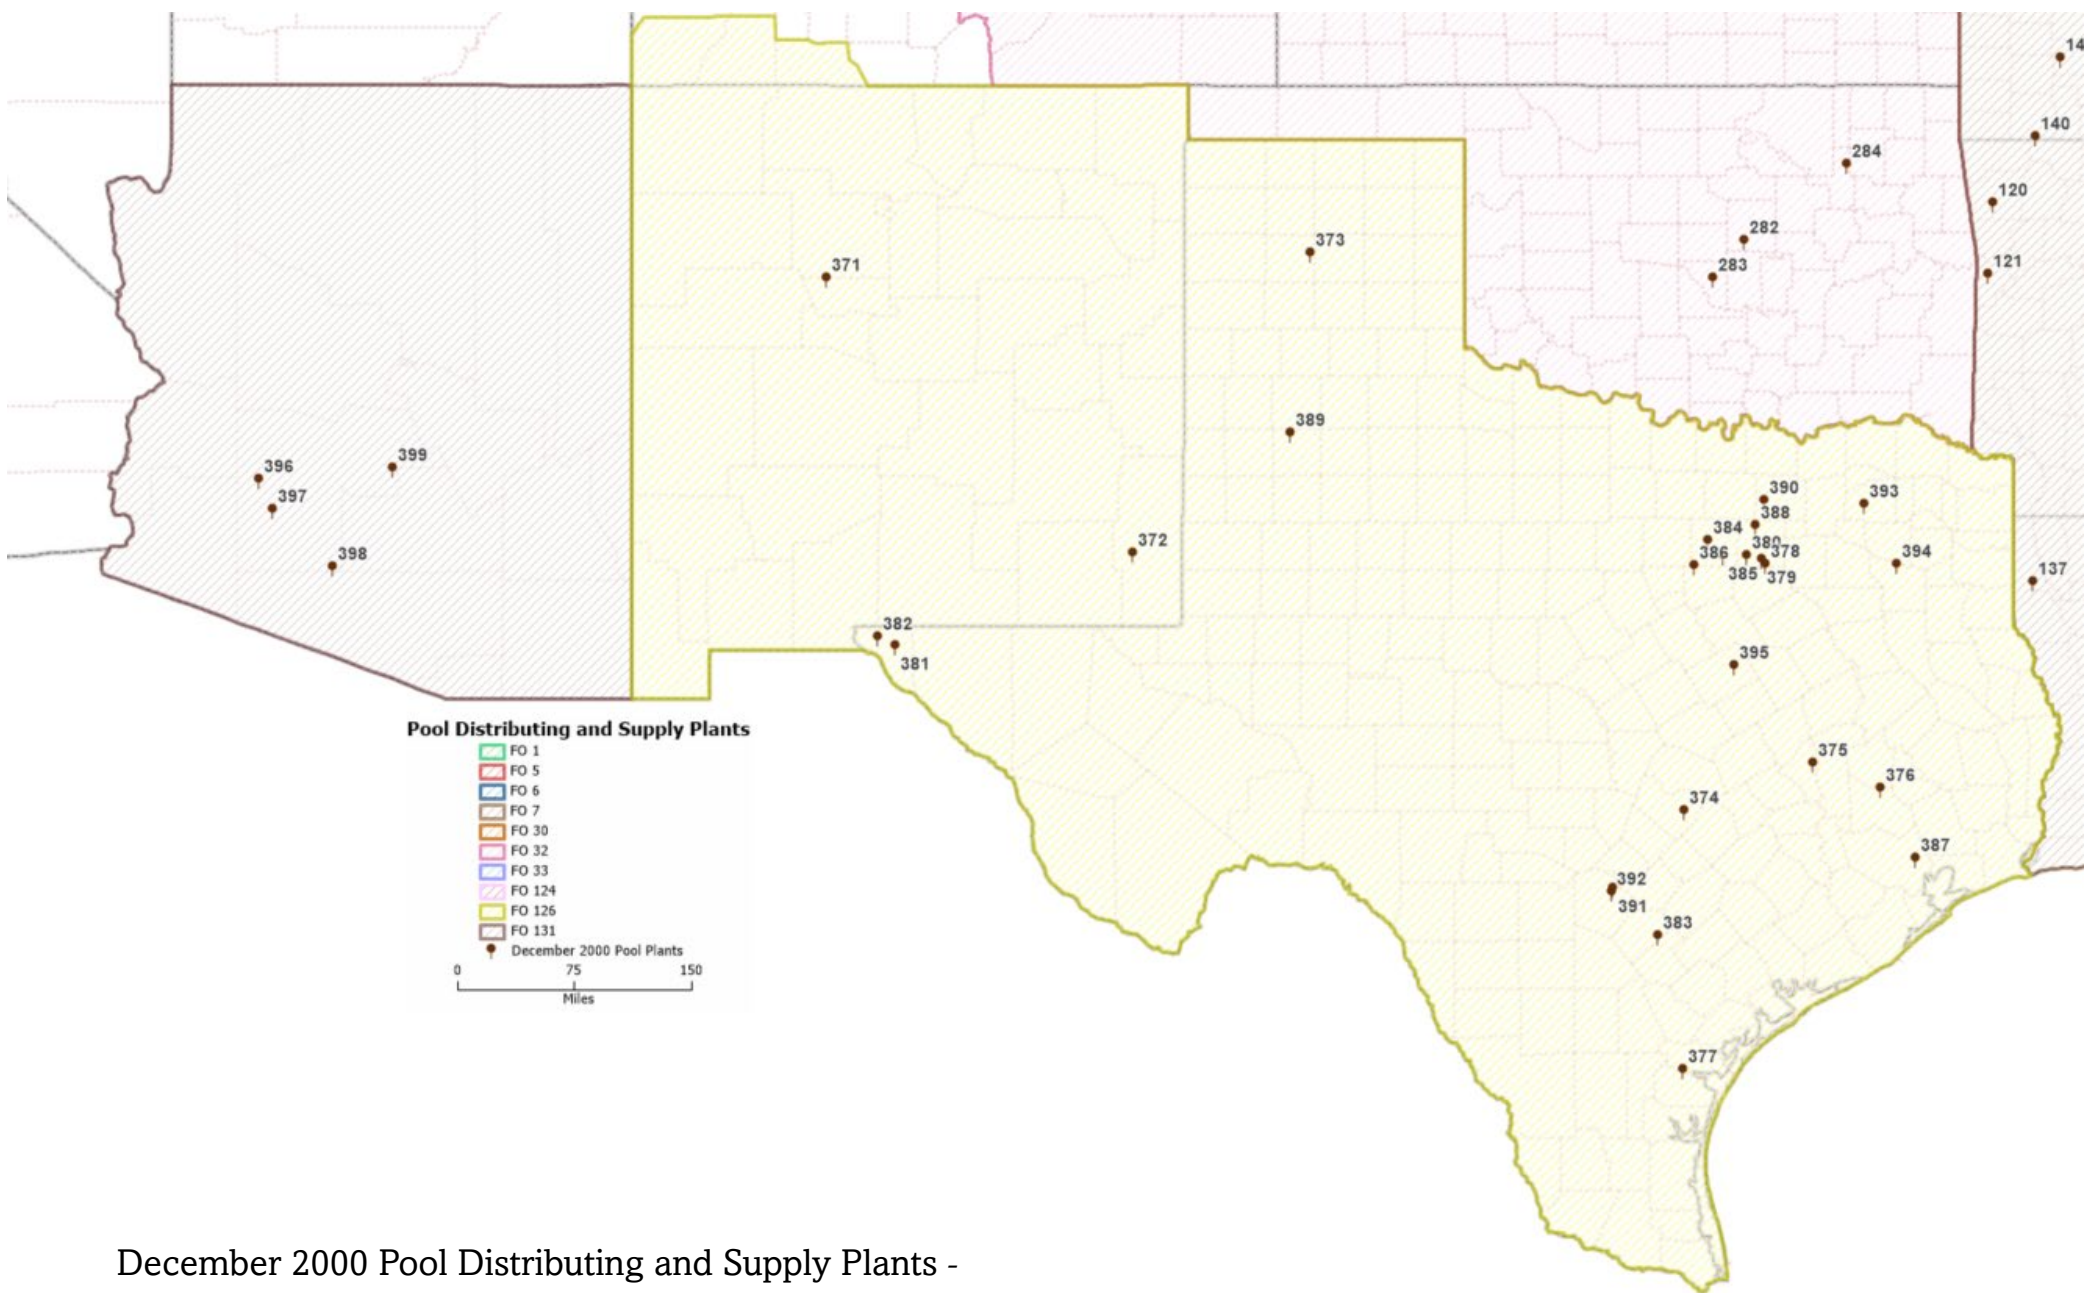 14
140
284
120
282
373
121
371
283
389
399
396
390
393
397
388
384
372
380
398
386
378
394
385
379
137
382
395
381
Pool Distributing and Supply Plants
FO 1
375
FO 5
376
FO 6
374
FO 7
FO 30
387
FO 32
FO 33
392
FO 124
391
FO 126
383
FO 131
December 2000 Pool Plants
0 75 150
Miles
377
December 2000 Pool Distributing and Supply Plants -